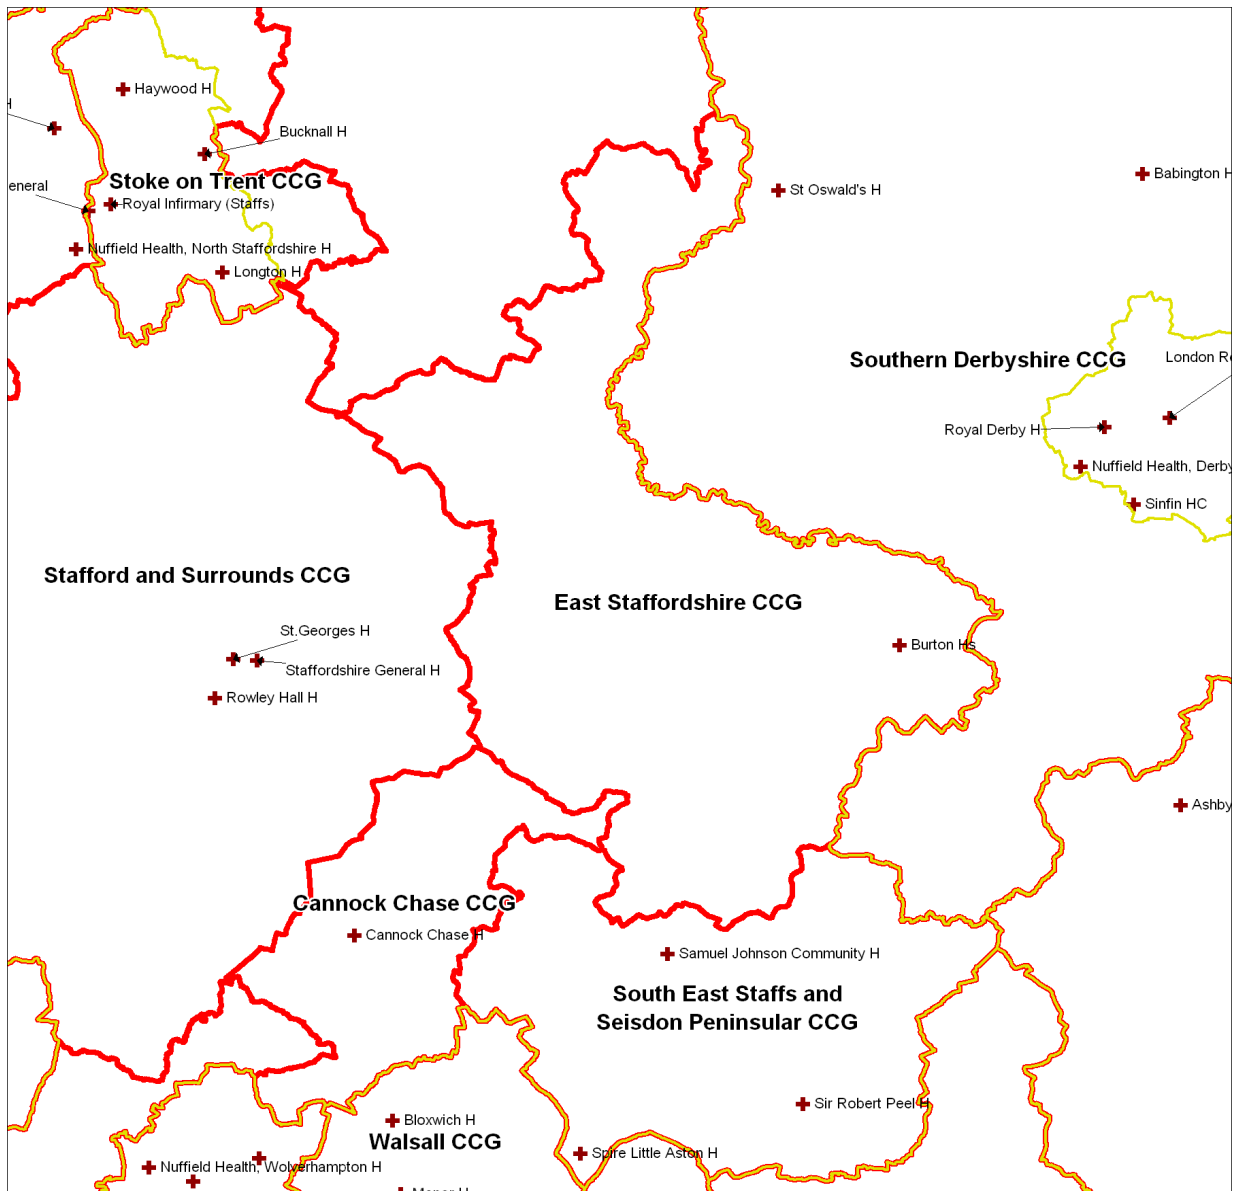 Haywood H
H
Bucknall H
Stoke on Trent CCG
Babington H
eneral
St Oswald's H
Royal Infirmary (Staffs)
Nuffield Health, North Staffordshire H
Longton H
Southern Derbyshire CCG
London R
Royal Derby H
Nuffield Health, Derby
Sinfin HC
Stafford and Surrounds CCG
East Staffordshire CCG
St.Georges H
Burton Hs
Staffordshire General H
Rowley Hall H
Ashby
Cannock Chase CCG
Cannock Chase H
Samuel Johnson Community H
South East Staffs and
Seisdon Peninsular CCG
Sir Robert Peel H
Bloxwich H
Walsall CCG
Spire Little Aston H
Nuffield Health, Wolverhampton H
Manor H